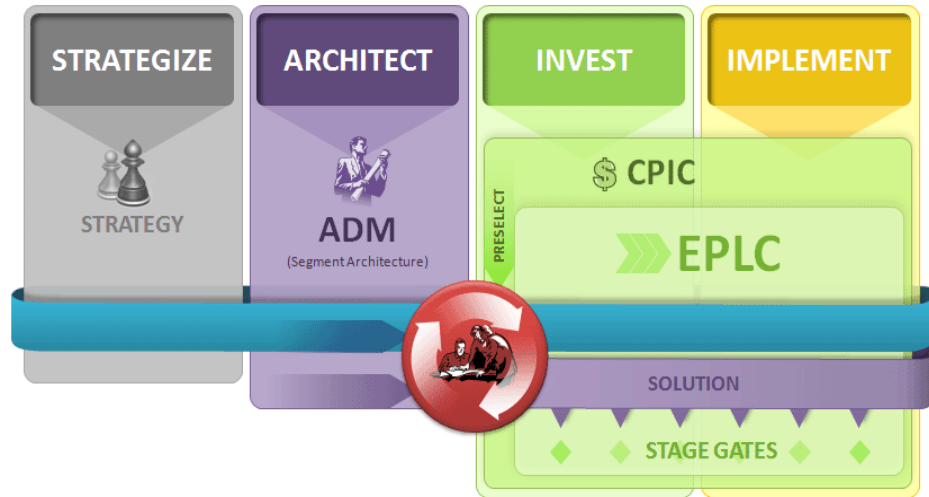 STRATEGIZE
ARCHITECT
INVEST
IMPLEMENT
STRATEGY
ADM
(Segment Architecture)
PRESELECT
$ CPIC
EPLC
SOLUTION
STAGE GATES